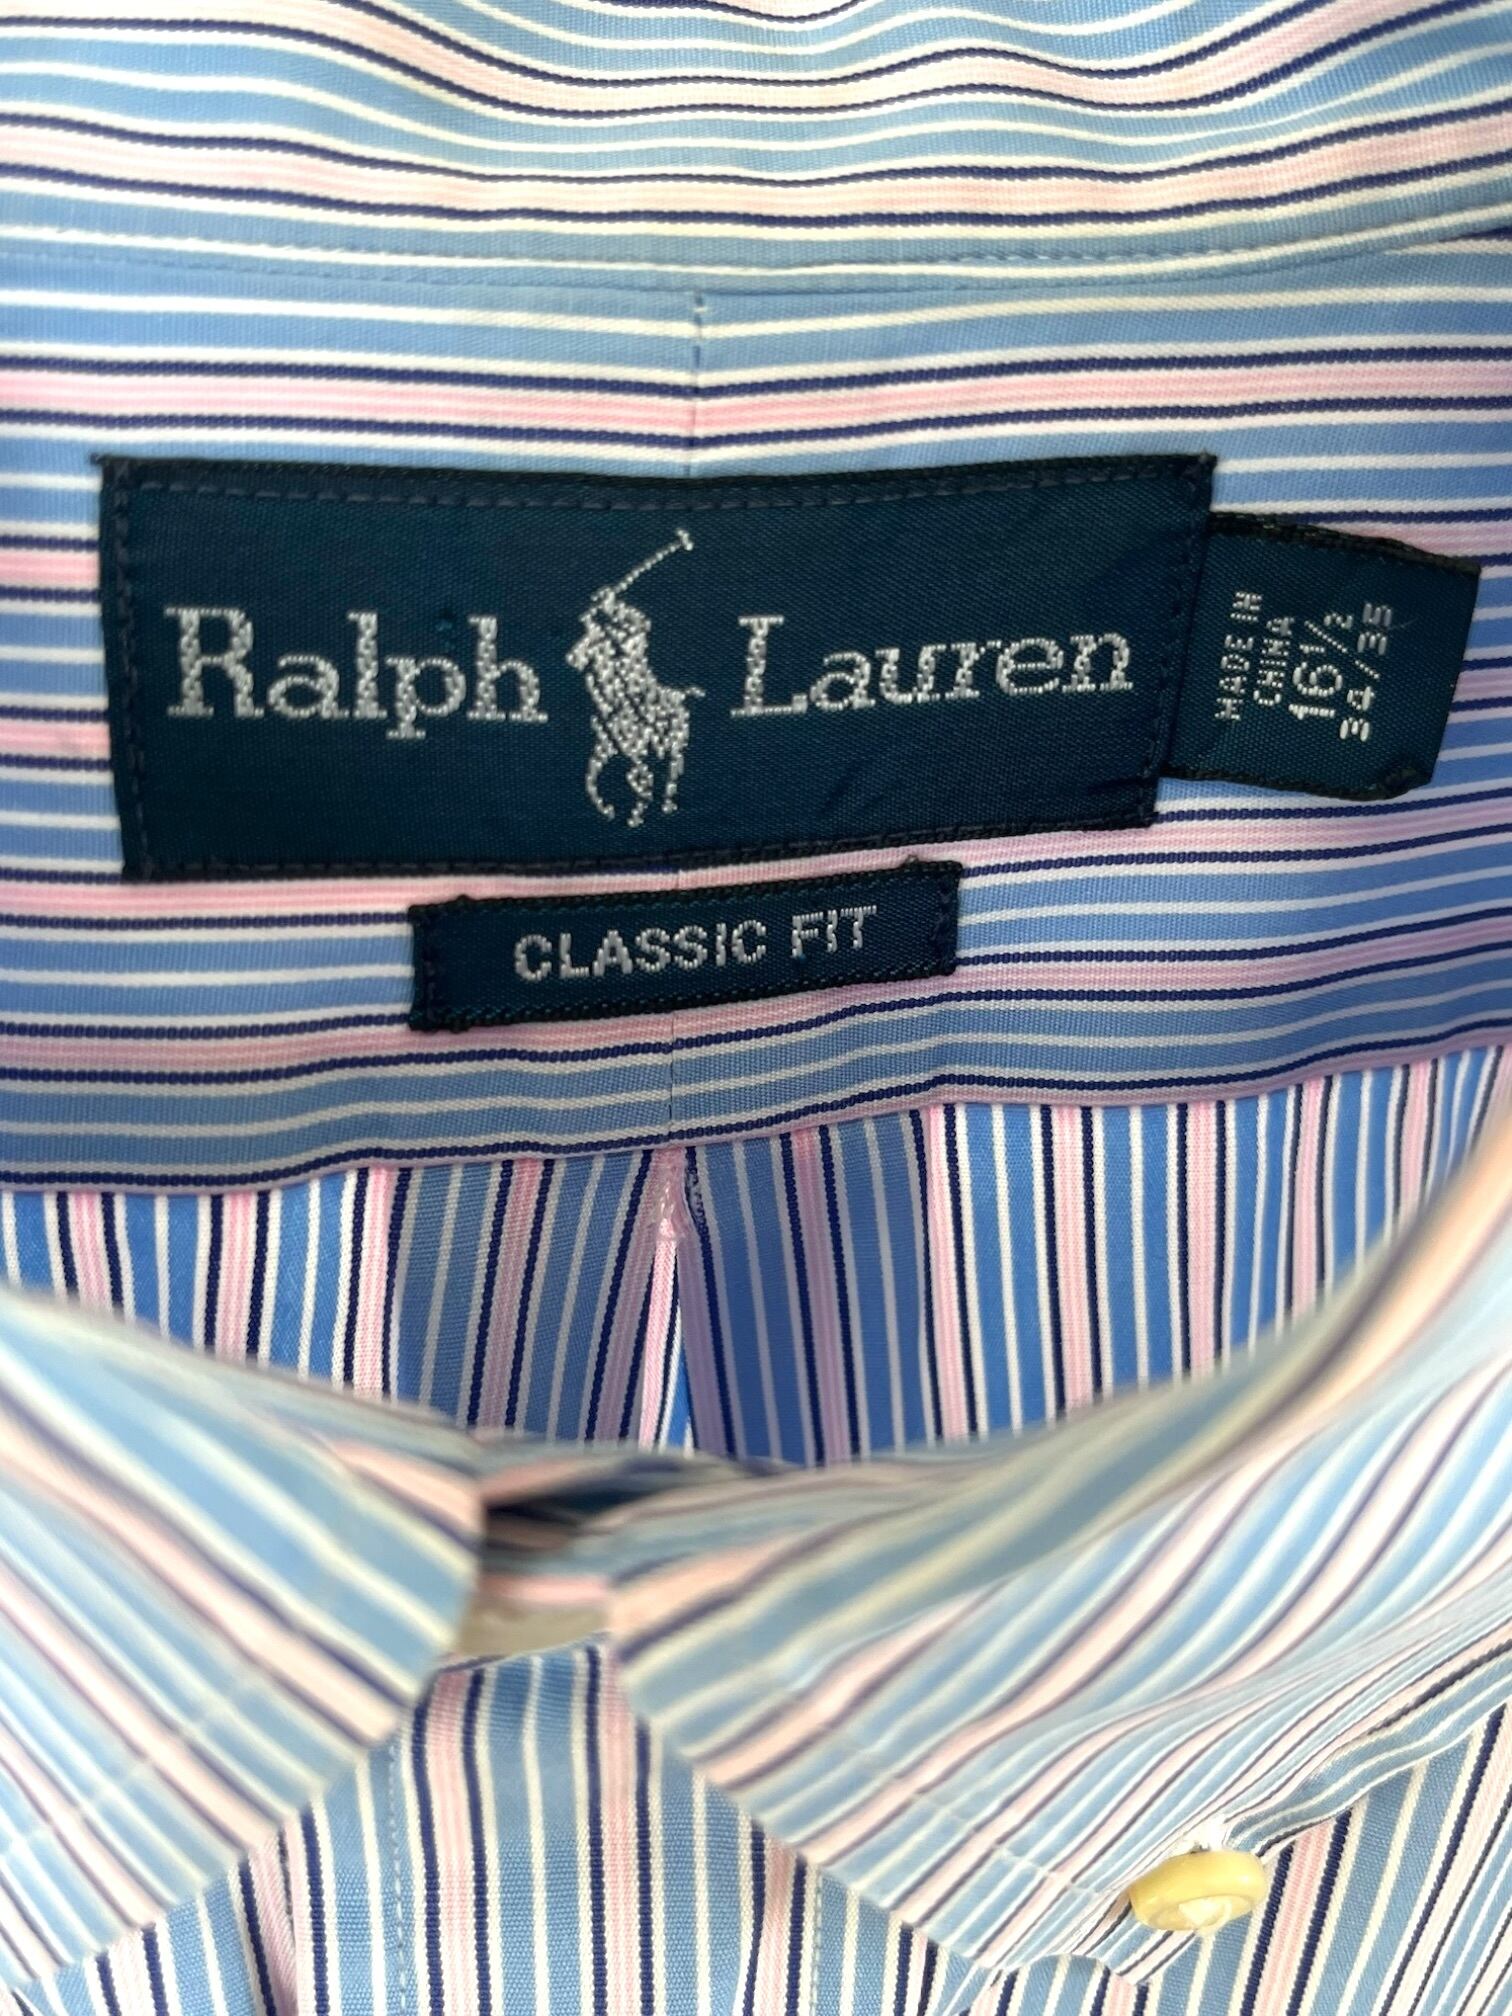 Ralph Lauren
MADE IN
CHINA
16 1/2
34/35
CLASSIC FIT